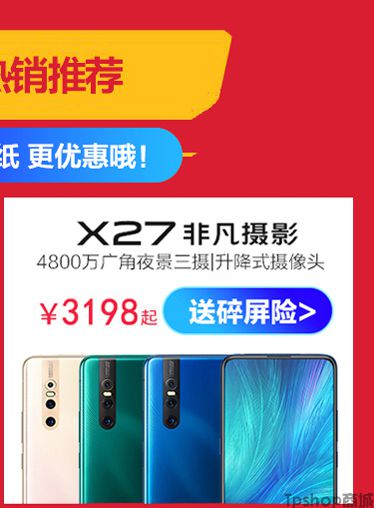 热销推荐
纸 更优惠哦!
X27 非凡摄影
4800万广角夜景三摄|升降式摄像头
¥3198起
送碎屏险>
Tpshop商城